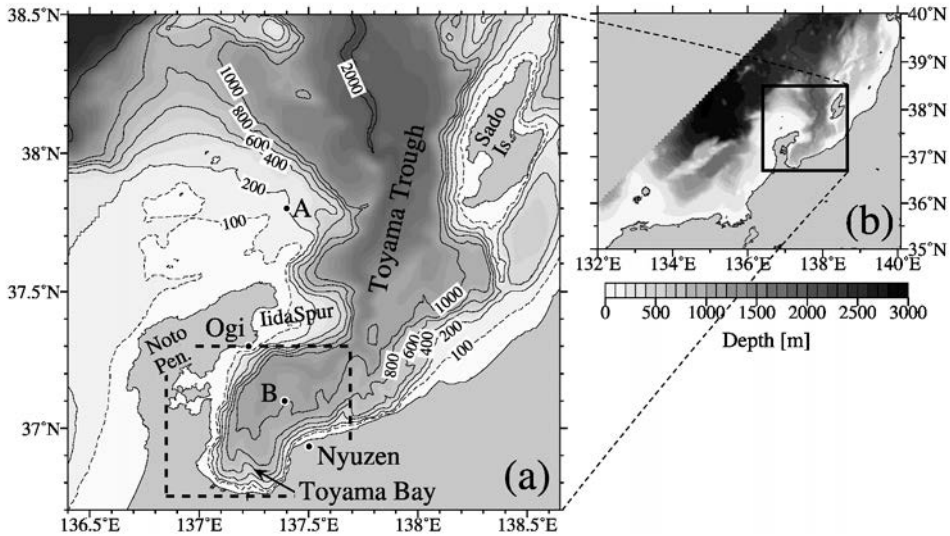 38.5°N
38°N
37.5°N
37°N
136.5°E
137°E
137.5°E
138°E
138.5°E
1000
800
600
400
200
100
2000
A
Toyama Trough
Sado
Is.
Noto
Pen.
Ogi
IidaSpur
B
1000
800
600
400
200
100
Nyuzen
Toyama Bay
(a)
40°N
39°N
38°N
37°N
36°N
35°N
(b)
132°E
134°E
136°E
138°E
140°E
0
500
1000
1500
2000
2500
3000
Depth [m]